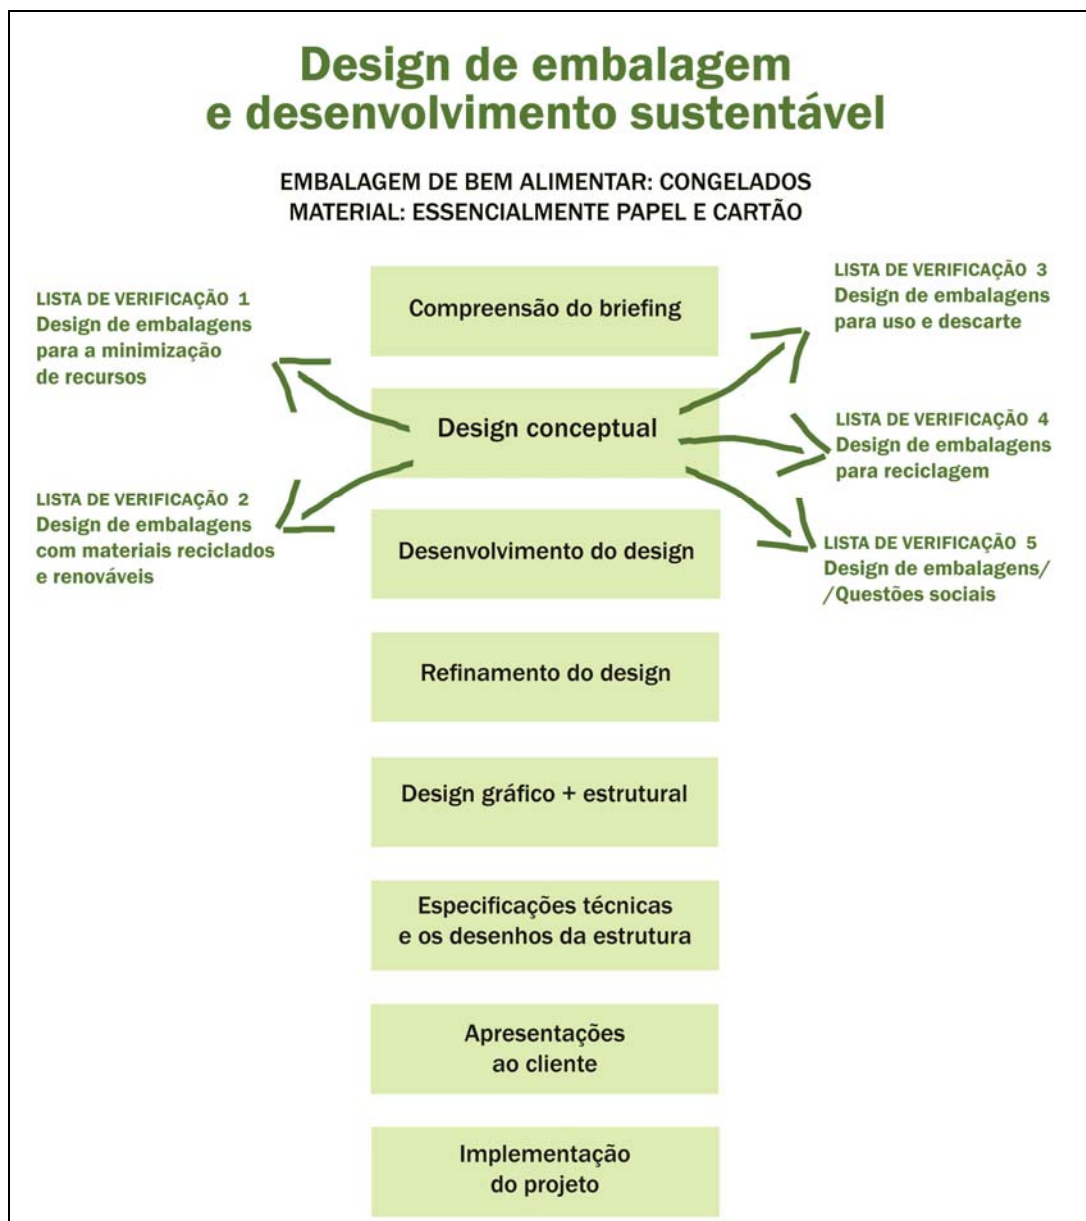 Design de embalagem
e desenvolvimento sustentável
EMBALAGEM DE BEM ALIMENTAR: CONGELADOS
MATERIAL: ESSENCIALMENTE PAPEL E CARTÃO
Compreensão do briefing
LISTA DE VERIFICAÇÃO 1
Design de embalagens
para a minimização
de recursos
LISTA DE VERIFICAÇÃO 3
Design de embalagens
para uso e descarte
Design conceptual
LISTA DE VERIFICAÇÃO 4
Design de embalagens
para reciclagem
LISTA DE VERIFICAÇÃO 2
Design de embalagens
com materiais reciclados
e renováveis
Desenvolvimento do design
LISTA DE VERIFICAÇÃO 5
Design de embalagens/
/Questões sociais
Refinamento do design
Design gráfico + estrutural
Especificações técnicas
e os desenhos da estrutura
Apresentações
ao cliente
Implementação
do projeto